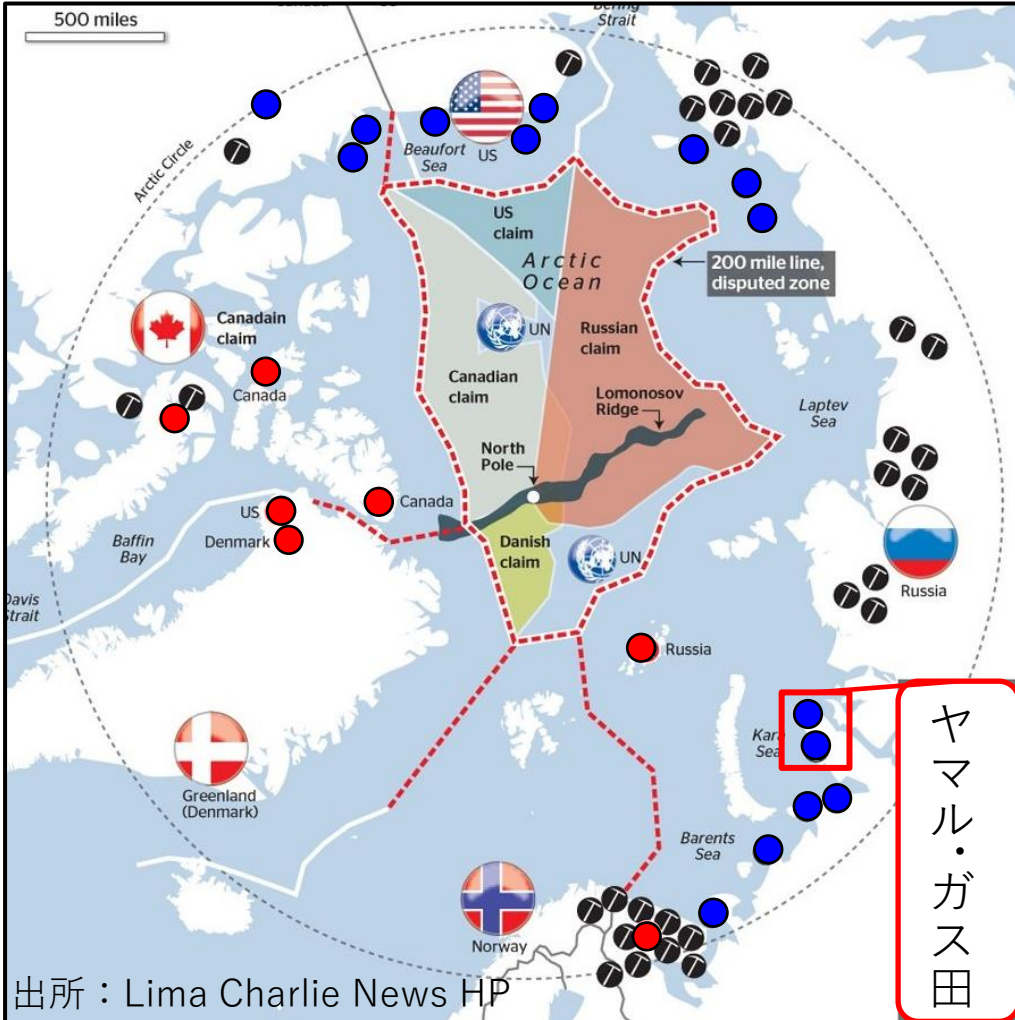 500 miles
Canada
US
Bering
Strait
Arctic Circle
Beaufort
Sea
US
US
claim
Arctic
Ocean
200 mile line,
disputed zone
Canadain
claim
UN
Russian
claim
Canada
Canadian
claim
Lomonosov
Ridge
Laptev
Sea
North
Pole
Canada
US
Denmark
Baffin
Bay
Danish
claim
UN
Davis
Strait
Russia
Russia
Kara
Sea
ヤマル・ガス田
Greenland
(Denmark)
Barents
Sea
Norway
出所：Lima Charlie News HP